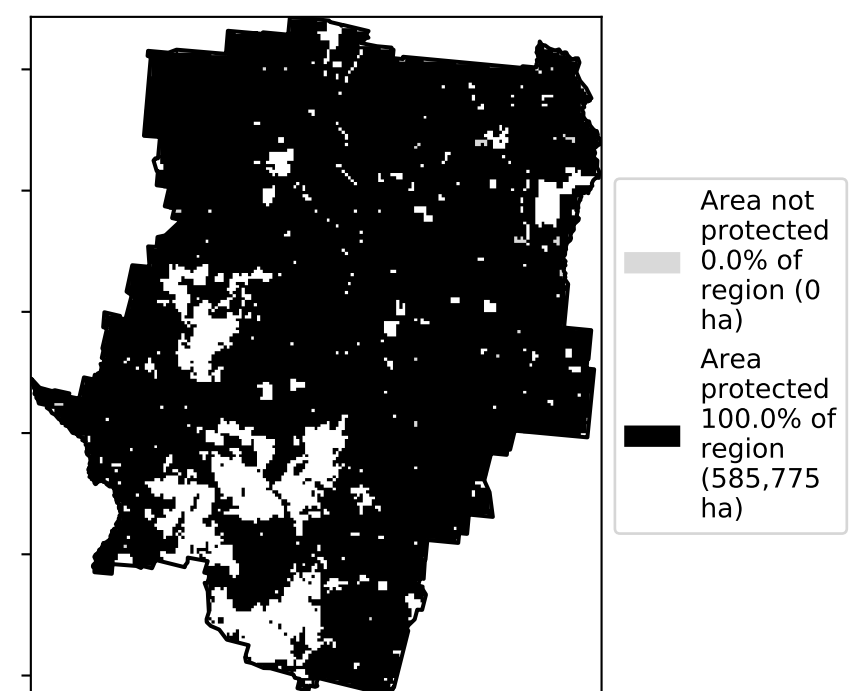 Area not
protected
0.0% of
region (0
ha)
Area
protected
100.0% of
region
(585,775
ha)